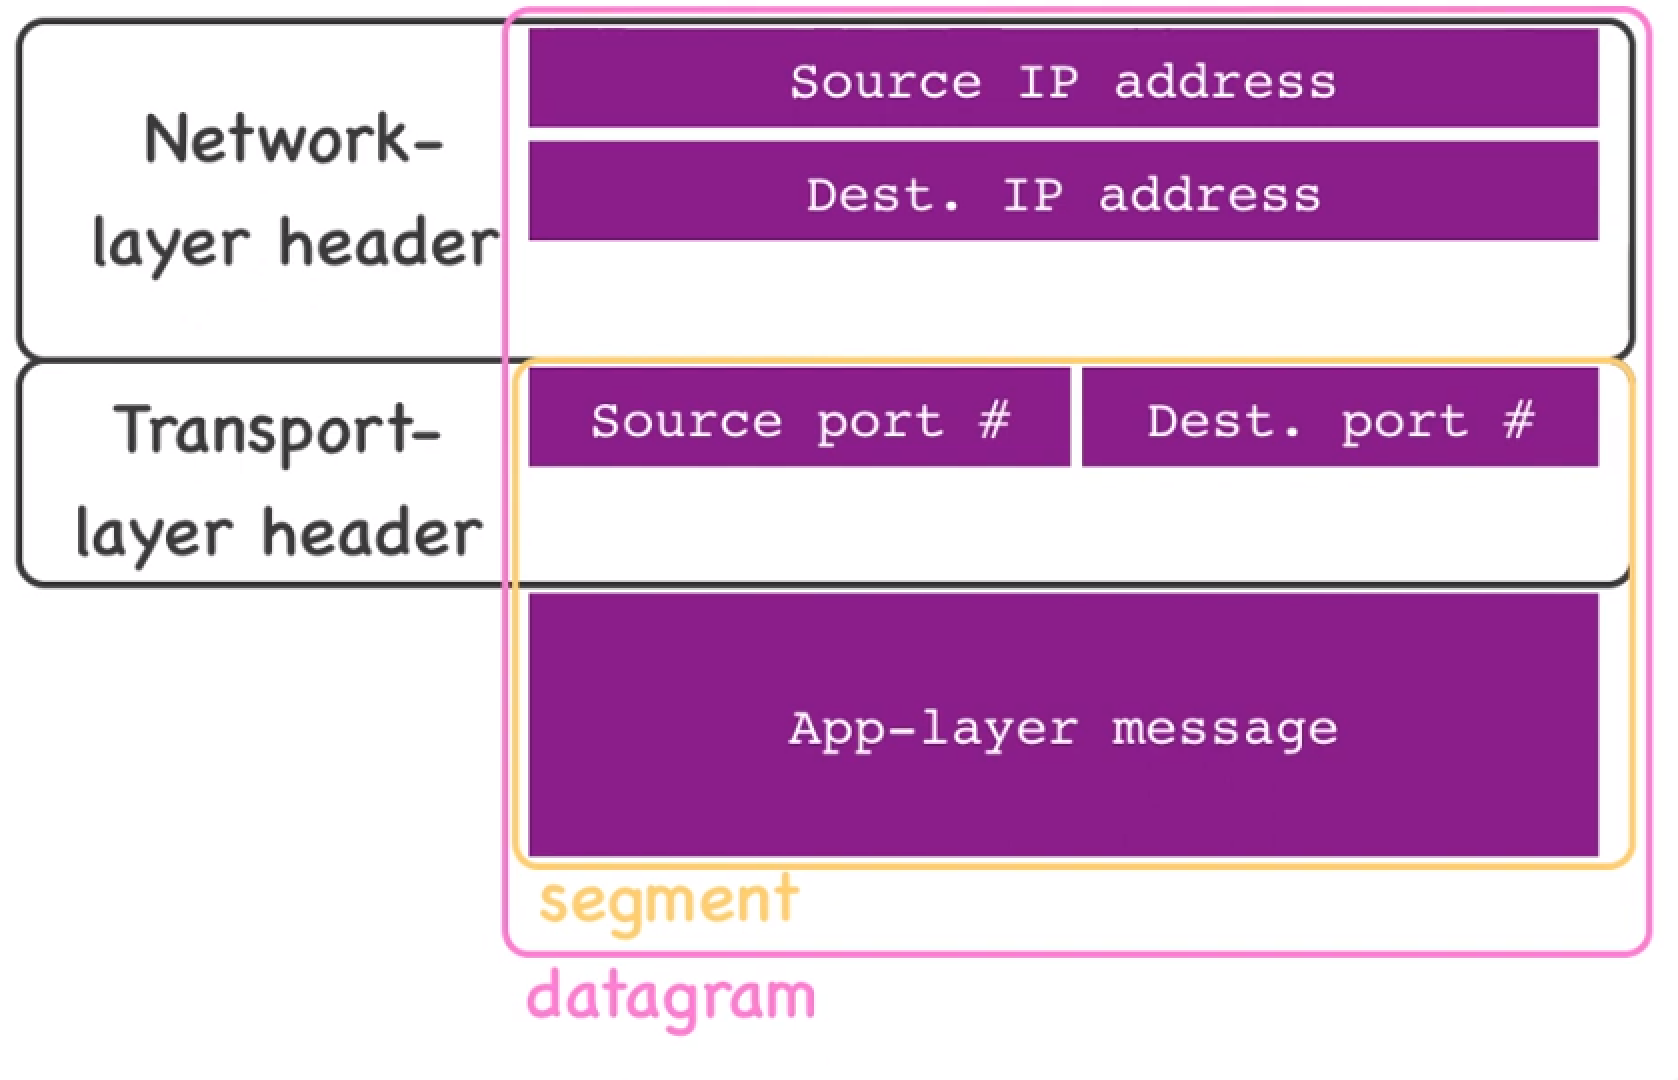 Source IP address
Network-
Dest. IP address
layer header
Source port # Dest. port #
Transport-
layer header
App-layer message
segment
datagram